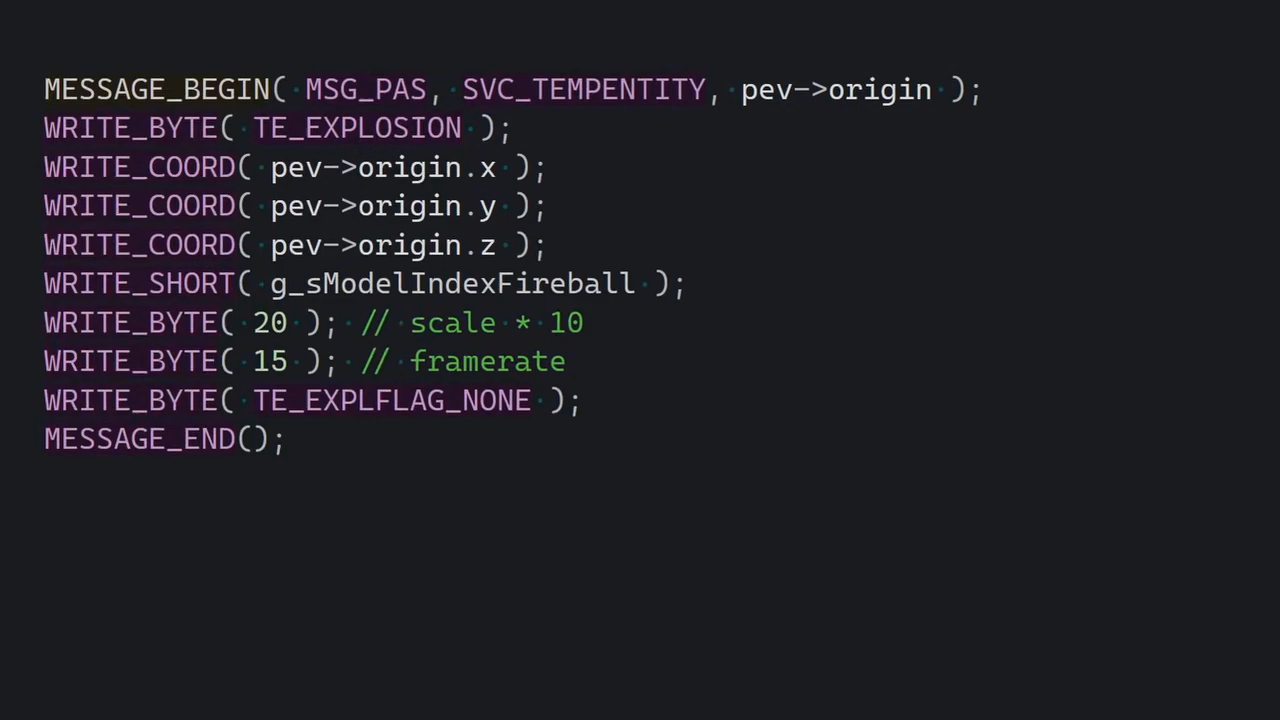 MESSAGE_BEGIN( MSG_PAS, SVC_TEMPENTITY, pev->origin );
WRITE_BYTE( TE_EXPLOSION );
WRITE_COORD( pev->origin.x );
WRITE_COORD( pev->origin.y );
WRITE_COORD( pev->origin.z );
WRITE_SHORT( g_sModelIndexFireball );
WRITE_BYTE( 20 ); // scale * 10
WRITE_BYTE( 15 ); // framerate
WRITE_BYTE( TE_EXPLFLAG_NONE );
MESSAGE_END();